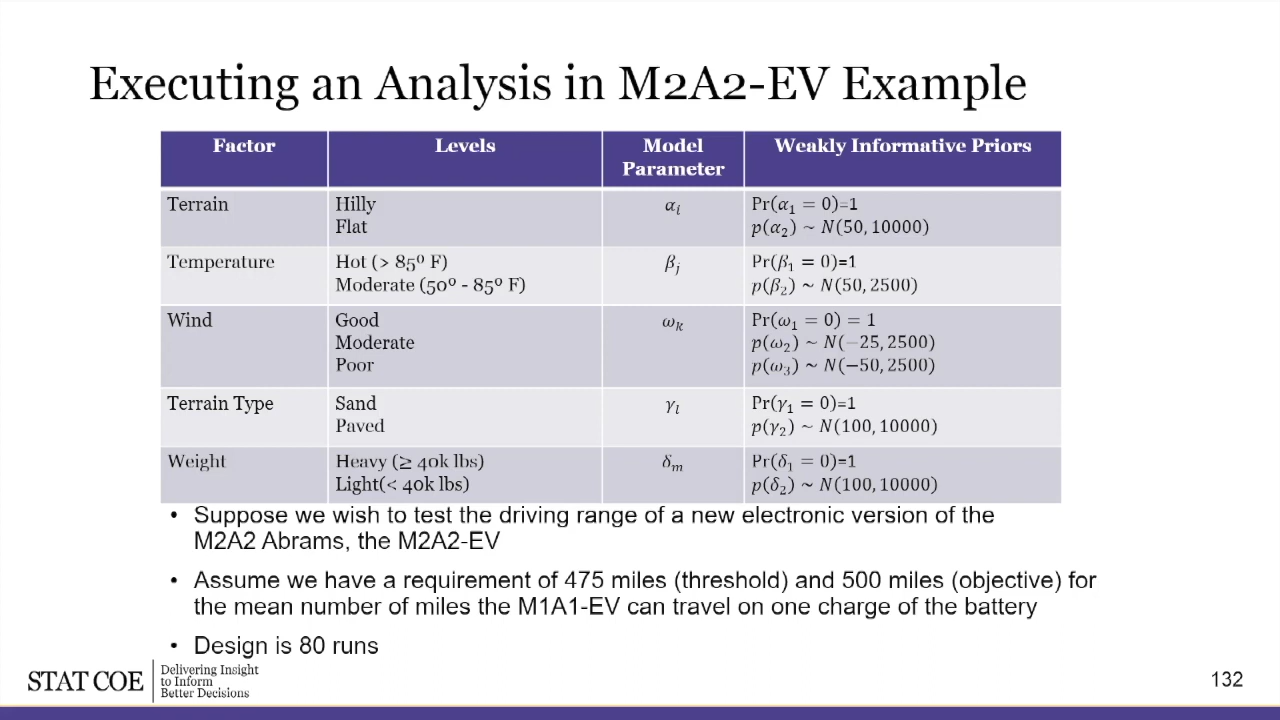 Executing an Analysis in M2A2-EV Example
Factor Levels Model Parameter Weakly Informative Priors
Terrain Hilly αᵢ Pr(α₁ = 0)=1
Flat p(α₂) ~ N(50, 10000)
Temperature Hot (> 85º F) βⱼ Pr(β₁ = 0)=1
Moderate (50º - 85º F) p(β₂) ~ N(50, 2500)
Wind Good ωₖ Pr(ω₁ = 0) = 1
Moderate p(ω₂) ~ N(−25, 2500)
Poor p(ω₃) ~ N(−50, 2500)
Terrain Type Sand γₗ Pr(γ₁ = 0)=1
Paved p(γ₂) ~ N(100, 10000)
Weight Heavy (≥ 40k lbs) δₘ Pr(δ₁ = 0)=1
Light(< 40k lbs) p(δ₂) ~ N(100, 10000)
• Suppose we wish to test the driving range of a new electronic version of the
M2A2 Abrams, the M2A2-EV
• Assume we have a requirement of 475 miles (threshold) and 500 miles (objective) for
the mean number of miles the M1A1-EV can travel on one charge of the battery
• Design is 80 runs
STAT COE
Delivering Insight
to Inform
Better Decisions
132